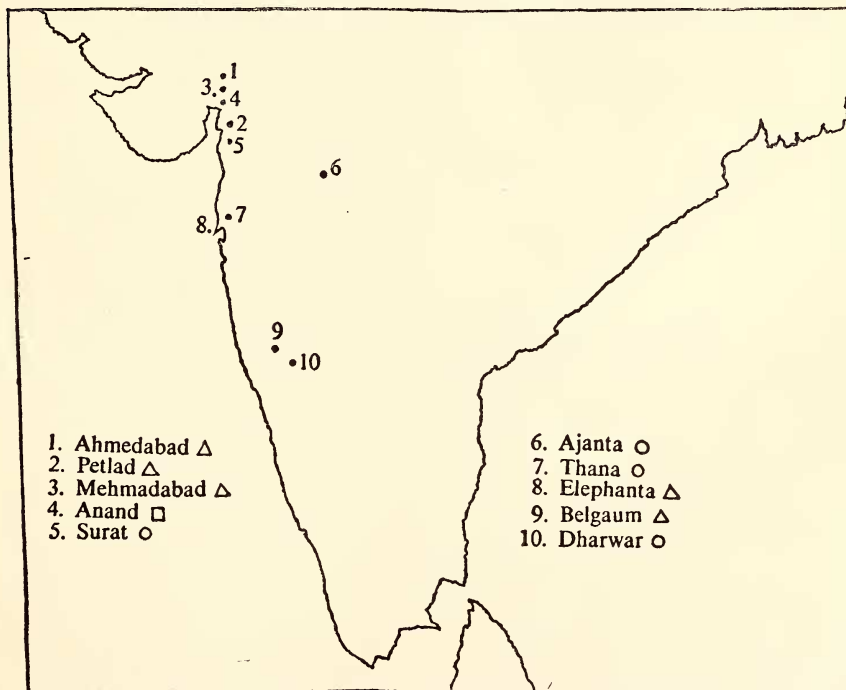 1
3
4
2
5
6
7
8
9
10
1. Ahmedabad △
2. Petlad △
3. Mehmadabad △
4. Anand □
5. Surat ○
6. Ajanta ○
7. Thana ○
8. Elephanta △
9. Belgaum △
10. Dharwar ○